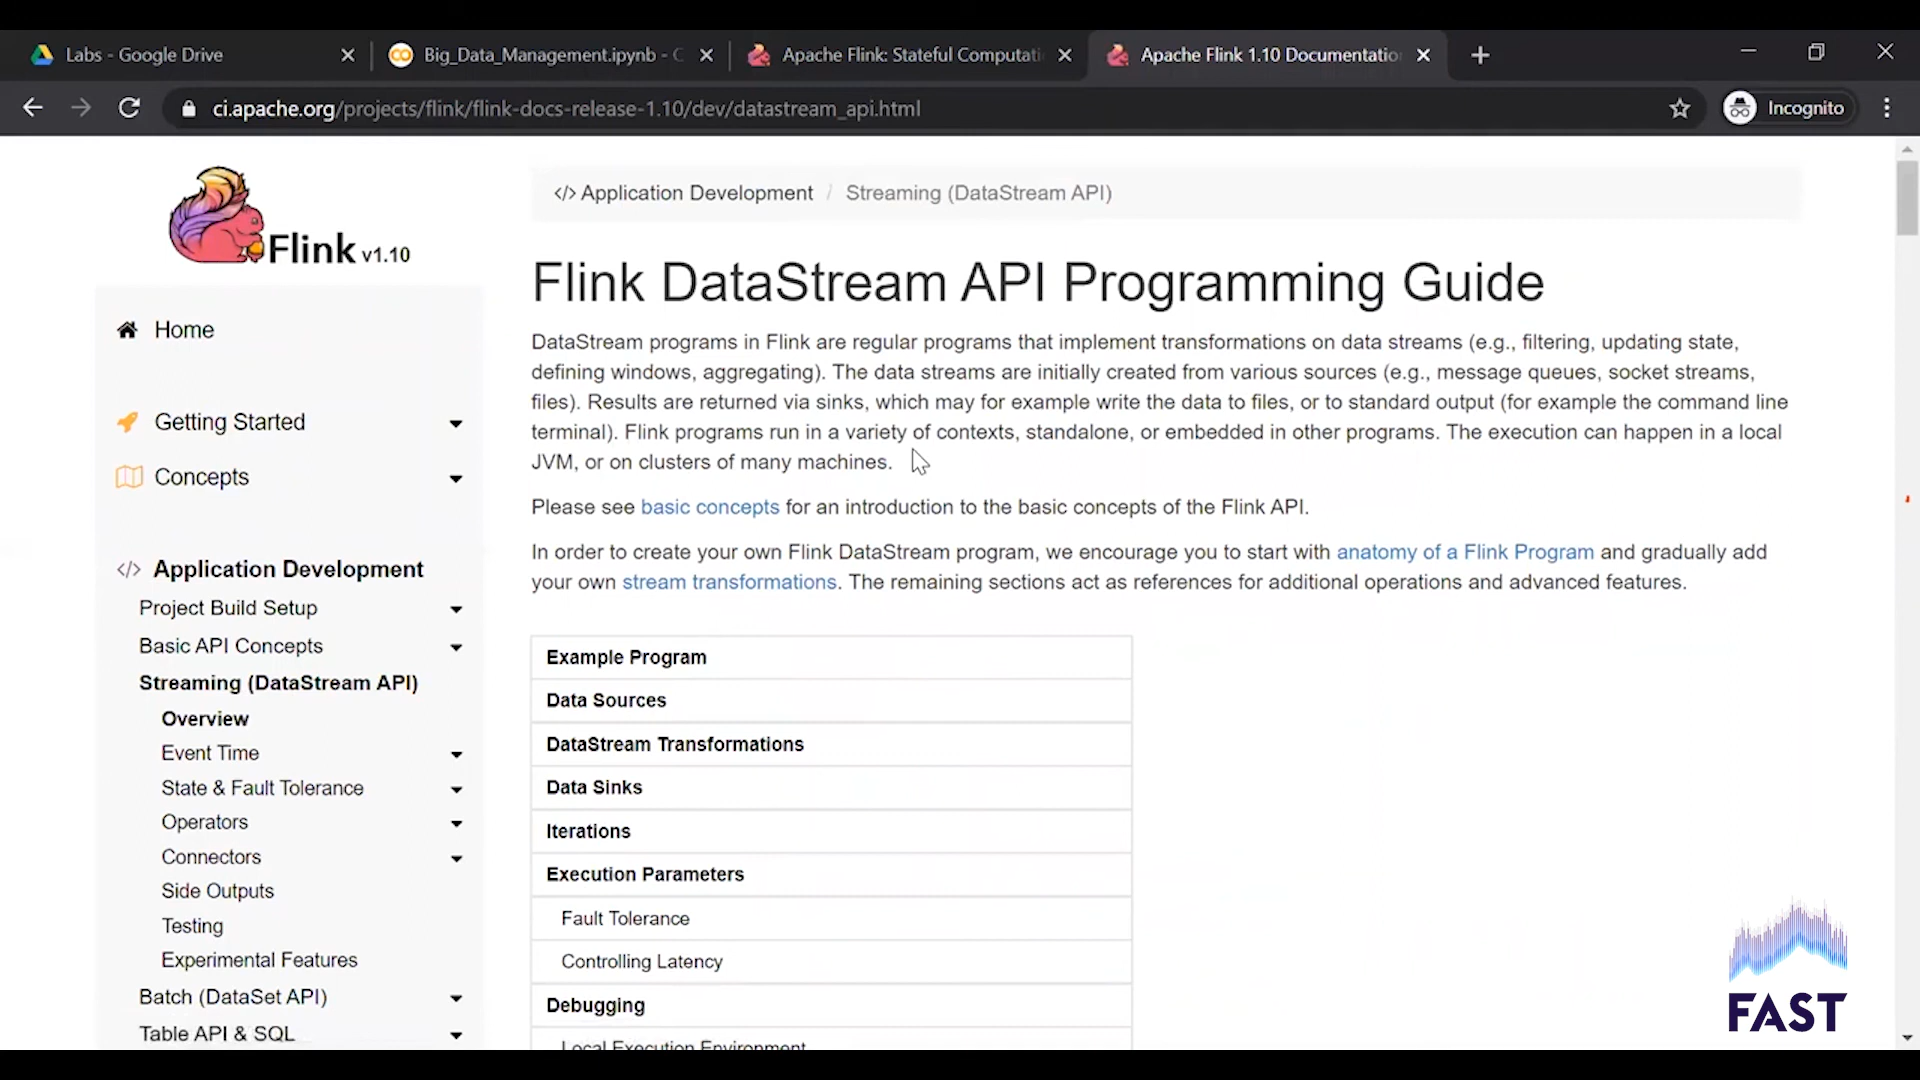 Labs - Google Drive
Big_Data_Management.ipynb - C
Apache Flink: Stateful Computati
Apache Flink 1.10 Documentatio
ci.apache.org/projects/flink/flink-docs-release-1.10/dev/datastream_api.html
Incognito
Flink v1.10
Home
Getting Started
Concepts
</> Application Development
Project Build Setup
Basic API Concepts
Streaming (DataStream API)
Overview
Event Time
State & Fault Tolerance
Operators
Connectors
Side Outputs
Testing
Experimental Features
Batch (DataSet API)
Table API & SQL
</> Application Development / Streaming (DataStream API)
Flink DataStream API Programming Guide
DataStream programs in Flink are regular programs that implement transformations on data streams (e.g., filtering, updating state,
defining windows, aggregating). The data streams are initially created from various sources (e.g., message queues, socket streams,
files). Results are returned via sinks, which may for example write the data to files, or to standard output (for example the command line
terminal). Flink programs run in a variety of contexts, standalone, or embedded in other programs. The execution can happen in a local
JVM, or on clusters of many machines.
Please see basic concepts for an introduction to the basic concepts of the Flink API.
In order to create your own Flink DataStream program, we encourage you to start with anatomy of a Flink Program and gradually add
your own stream transformations. The remaining sections act as references for additional operations and advanced features.
Example Program
Data Sources
DataStream Transformations
Data Sinks
Iterations
Execution Parameters
Fault Tolerance
Controlling Latency
Debugging
Local Execution Environment
FAST